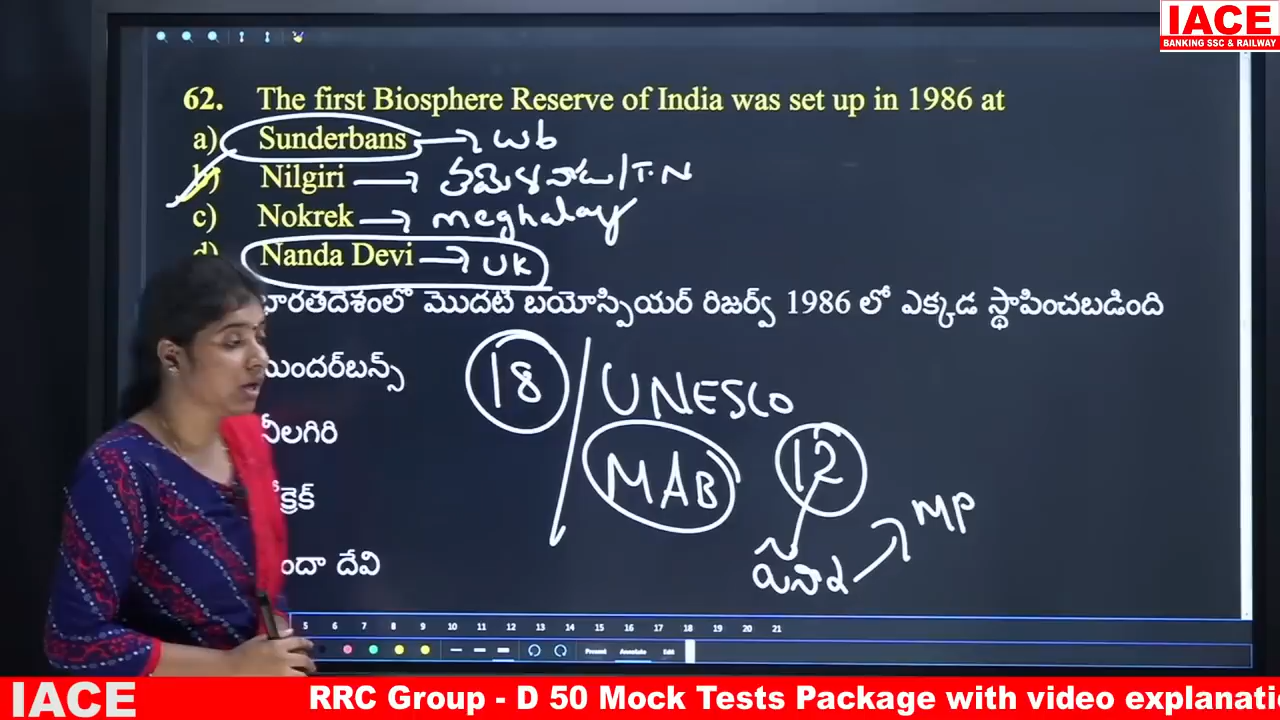 IACE
BANKING SSC & RAILWAY
62. The first Biosphere Reserve of India was set up in 1986 at
a) Sunderbans → wb
b) Nilgiri → తమిళనాడు / T.N
c) Nokrek → meghalay
d) Nanda Devi → UK
భారతదేశంలో మొదటి బయోస్పియర్ రిజర్వ్ 1986 లో ఎక్కడ స్థాపించబడింది
సుందర్‌బన్స్
నీలగిరి
నోక్రెక్
నందా దేవి
18 / UNESCO
MAB 12
→ MP
5 6 7 8 9 10 11 12 13 14 15 16 17 18 19 20 21
Present Annotate Edit
IACE RRC Group - D 50 Mock Tests Package with video explanati